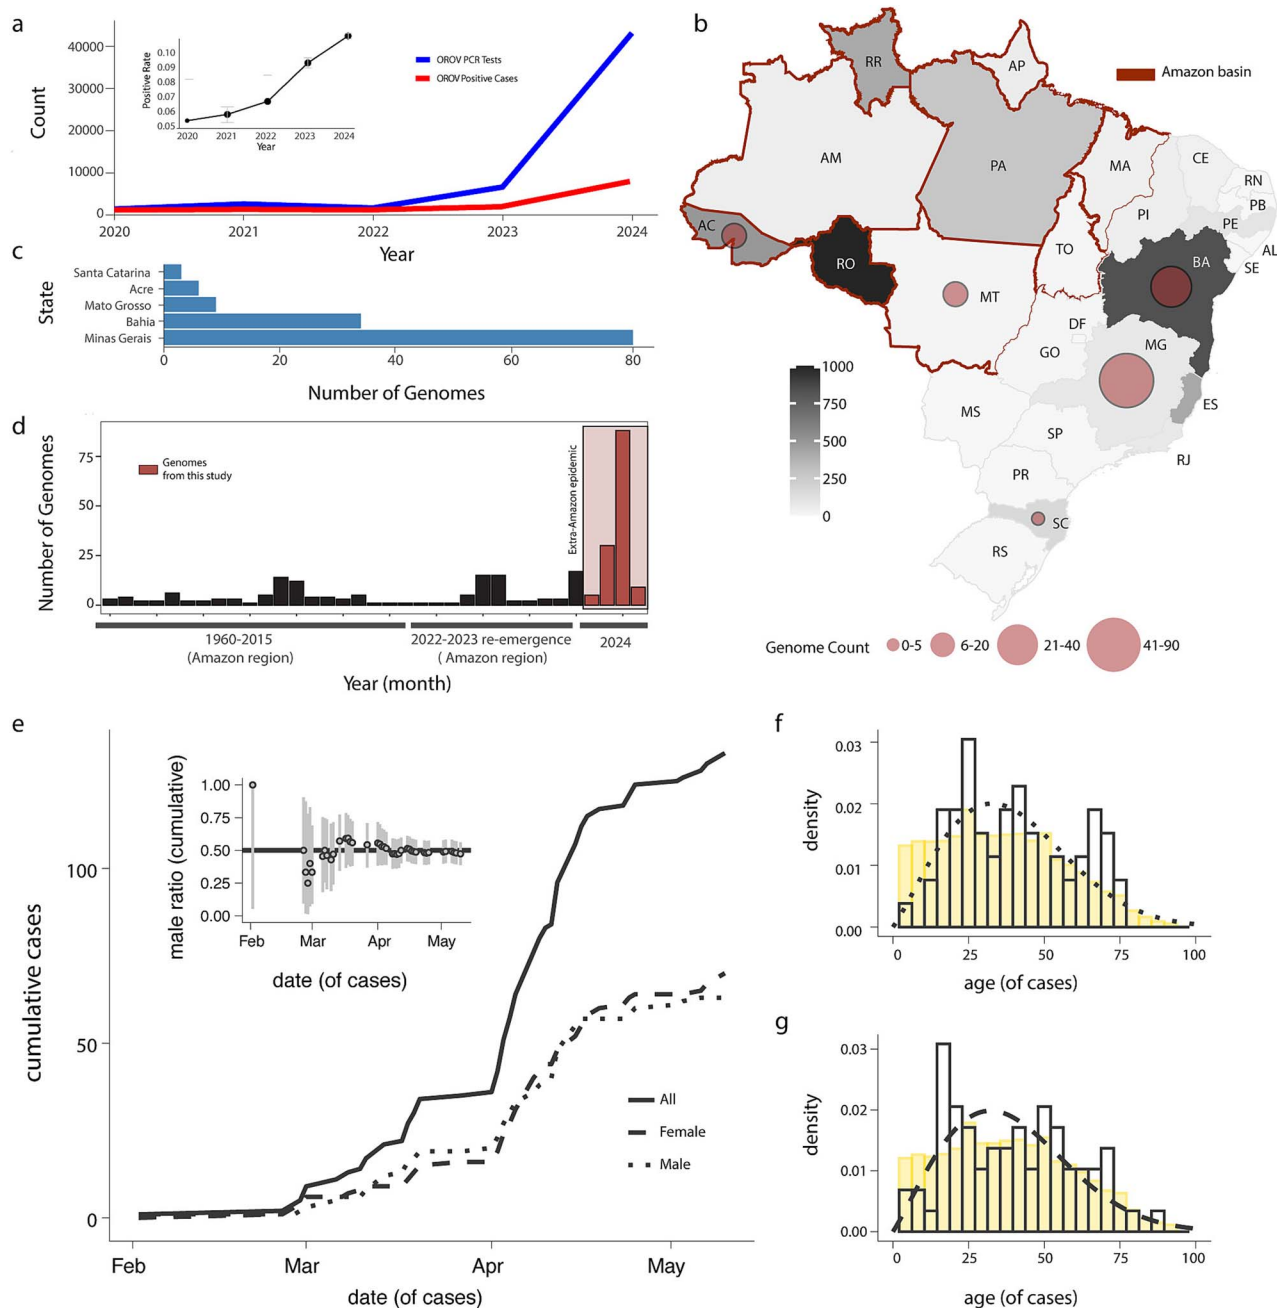 a
Count
40000
30000
20000
10000
0
2020
2021
2022
2023
2024
Year
Positive Rate
0.10
0.09
0.08
0.07
0.06
0.05
2020
2021
2022
2023
2024
Year
OROV PCR Tests
OROV Positive Cases
b
Amazon basin
RR
AP
AM
PA
MA
CE
RN
PB
PI
PE
AL
SE
AC
RO
TO
BA
MT
DF
GO
MG
ES
MS
SP
RJ
PR
SC
RS
1000
750
500
250
0
Genome Count
0-5
6-20
21-40
41-90
c
State
Santa Catarina
Acre
Mato Grosso
Bahia
Minas Gerais
0
20
40
60
80
Number of Genomes
d
Number of Genomes
75
50
25
0
Genomes
from this study
Extra-Amazon epidemic
1960-2015
(Amazon region)
2022-2023 re-emergence
( Amazon region)
2024
Year (month)
e
cumulative cases
100
50
0
Feb
Mar
Apr
May
date (of cases)
male ratio (cumulative)
1.00
0.75
0.50
0.25
0.00
Feb
Mar
Apr
May
date (of cases)
All
Female
Male
f
density
0.03
0.02
0.01
0.00
0
25
50
75
100
age (of cases)
g
density
0.03
0.02
0.01
0.00
0
25
50
75
100
age (of cases)